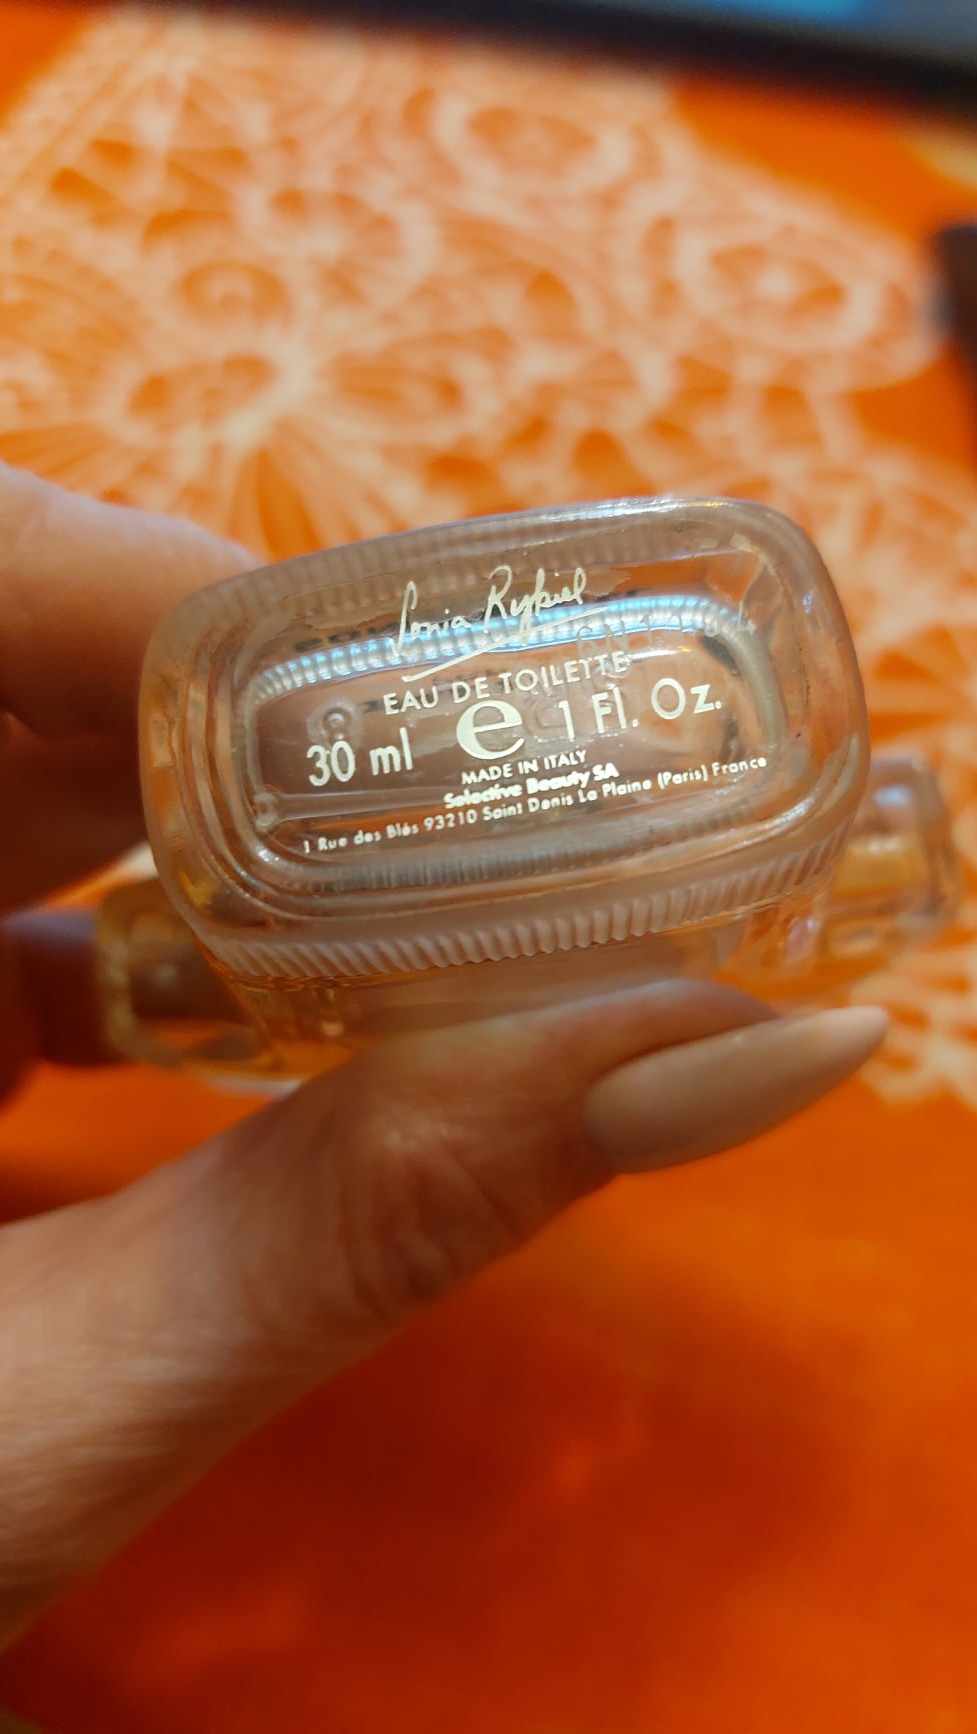 Sonia Rykiel
EAU DE TOILETTE
30 ml e 1 Fl. Oz.
MADE IN ITALY
Selective Beauty SA
1 Rue des Blés 93210 Saint Denis La Plaine (Paris) France